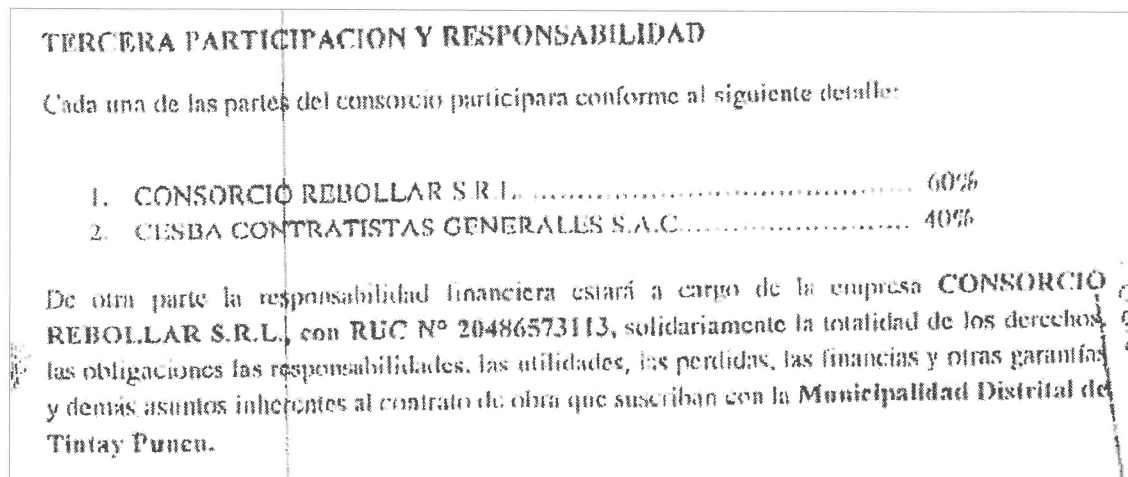 TERCERA PARTICIPACION Y RESPONSABILIDAD
Cada una de las partes del consorcio participara conforme al siguiente detalle:
1. CONSORCIO REBOLLAR S.R.L. ........................................ 60%
2. CESBA CONTRATISTAS GENERALES S.A.C........................ 40%
De otra parte la responsabilidad financiera estará a cargo de la empresa CONSORCIO
REBOLLAR S.R.L., con RUC Nº 20486573113, solidariamente la totalidad de los derechos,
las obligaciones las responsabilidades, las utilidades, las perdidas, las financias y otras garantías
y demás asuntos inherentes al contrato de obra que suscriban con la Municipalidad Distrital de
Tintay Puncu.